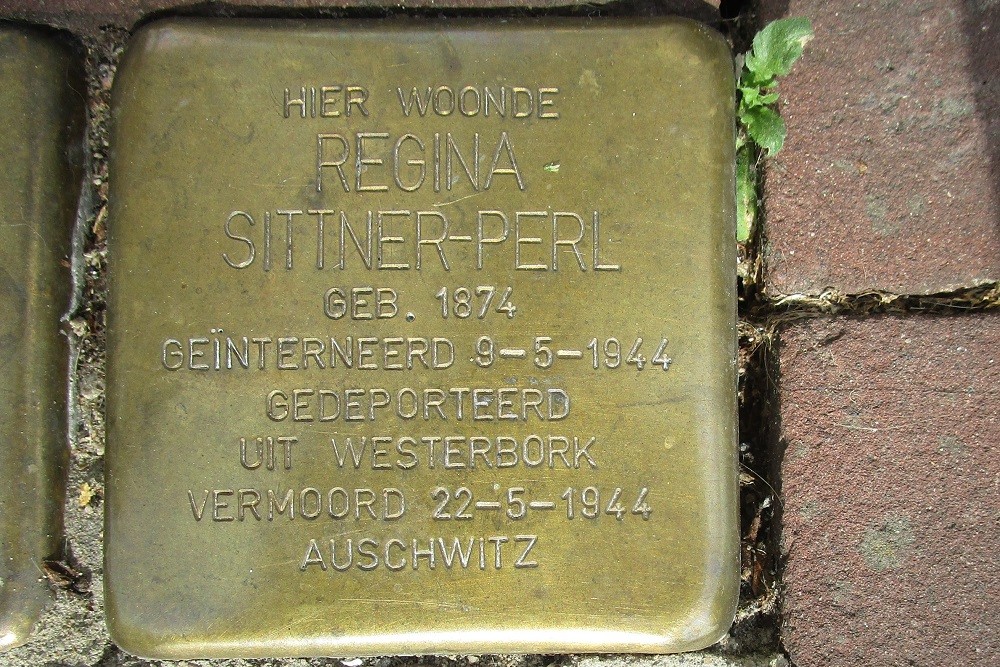 HIER WOONDE
REGINA
SITTNER-PERL
GEB. 1874
GEÏNTERNEERD 9-5-1944
GEDEPORTEERD
UIT WESTERBORK
VERMOORD 22-5-1944
AUSCHWITZ